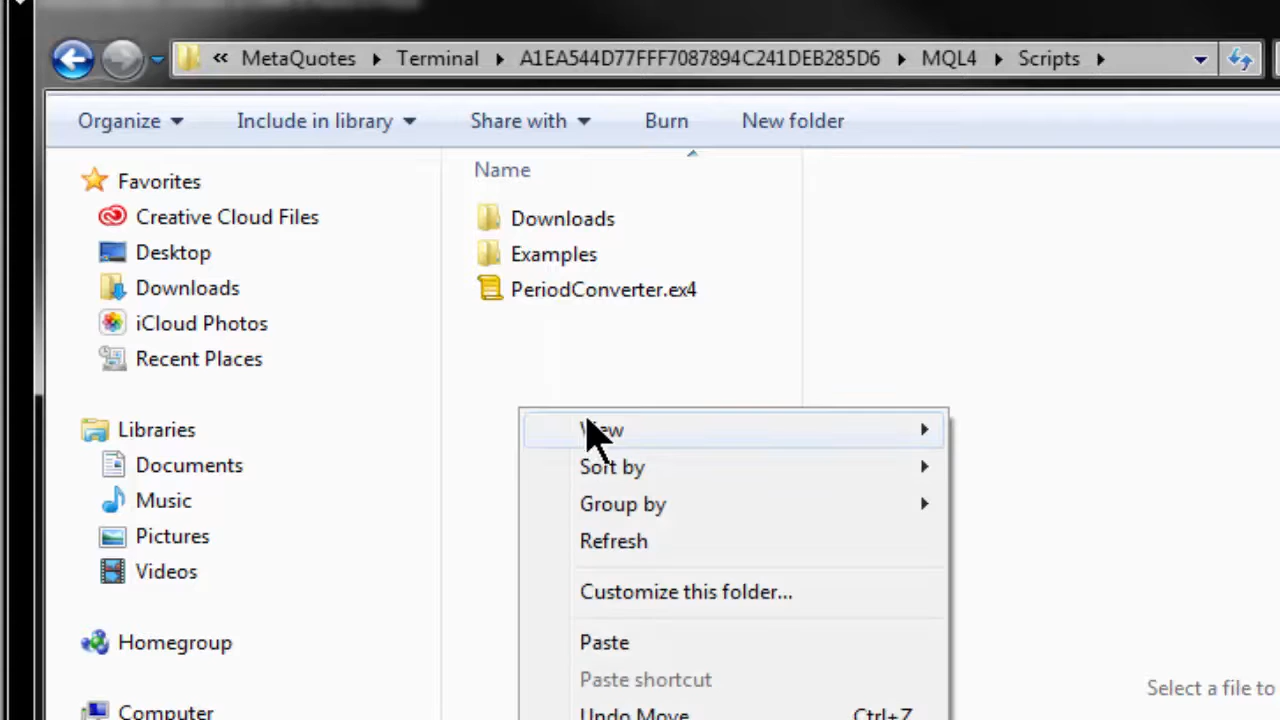 « MetaQuotes Terminal A1EA544D77FFF7087894C241DEB285D6 MQL4 Scripts
Organize Include in library Share with Burn New folder
Favorites
Creative Cloud Files
Desktop
Downloads
iCloud Photos
Recent Places
Libraries
Documents
Music
Pictures
Videos
Homegroup
Computer
Name
Downloads
Examples
PeriodConverter.ex4
View
Sort by
Group by
Refresh
Customize this folder...
Paste
Paste shortcut
Undo Move Ctrl+Z
Select a file to